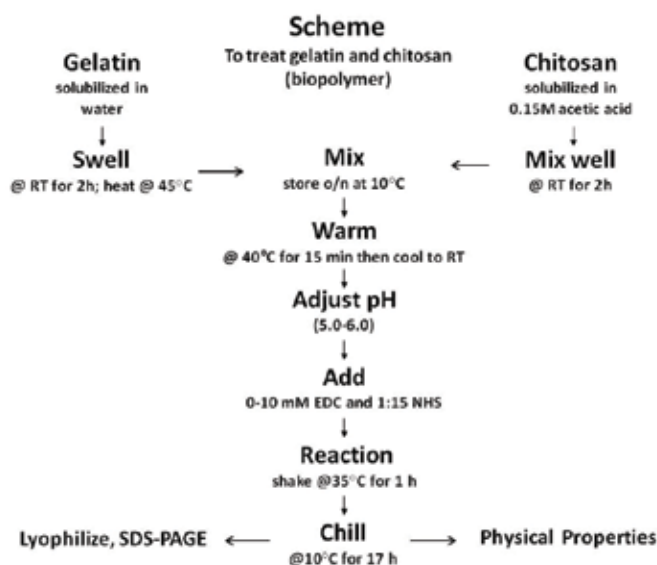 Scheme
To treat gelatin and chitosan
(biopolymer)
Gelatin
solubilized in
water
Chitosan
solubilized in
0.15M acetic acid
Swell
@ RT for 2h; heat @ 45°C
Mix
store o/n at 10°C
Mix well
@ RT for 2h
Warm
@ 40°C for 15 min then cool to RT
Adjust pH
(5.0-6.0)
Add
0-10 mM EDC and 1:15 NHS
Reaction
shake @35°C for 1 h
Lyophilize, SDS-PAGE
Chill
@10°C for 17 h
Physical Properties